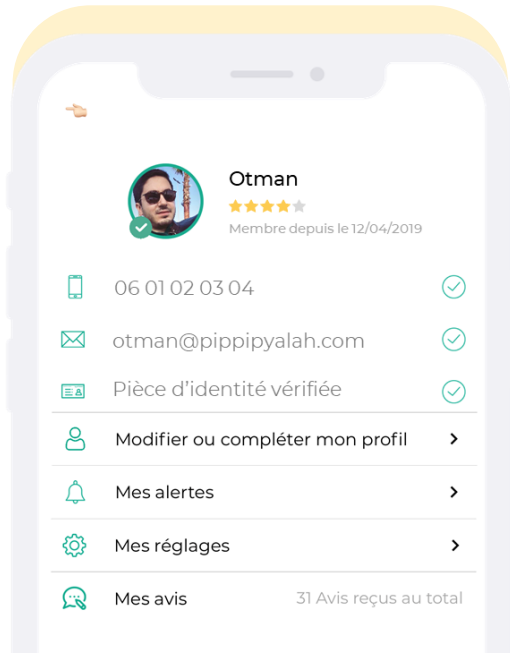 Otman
Membre depuis le 12/04/2019
06 01 02 03 04
otman@pippipyalah.com
Pièce d’identité vérifiée
Modifier ou compléter mon profil
Mes alertes
Mes réglages
Mes avis 31 Avis reçus au total